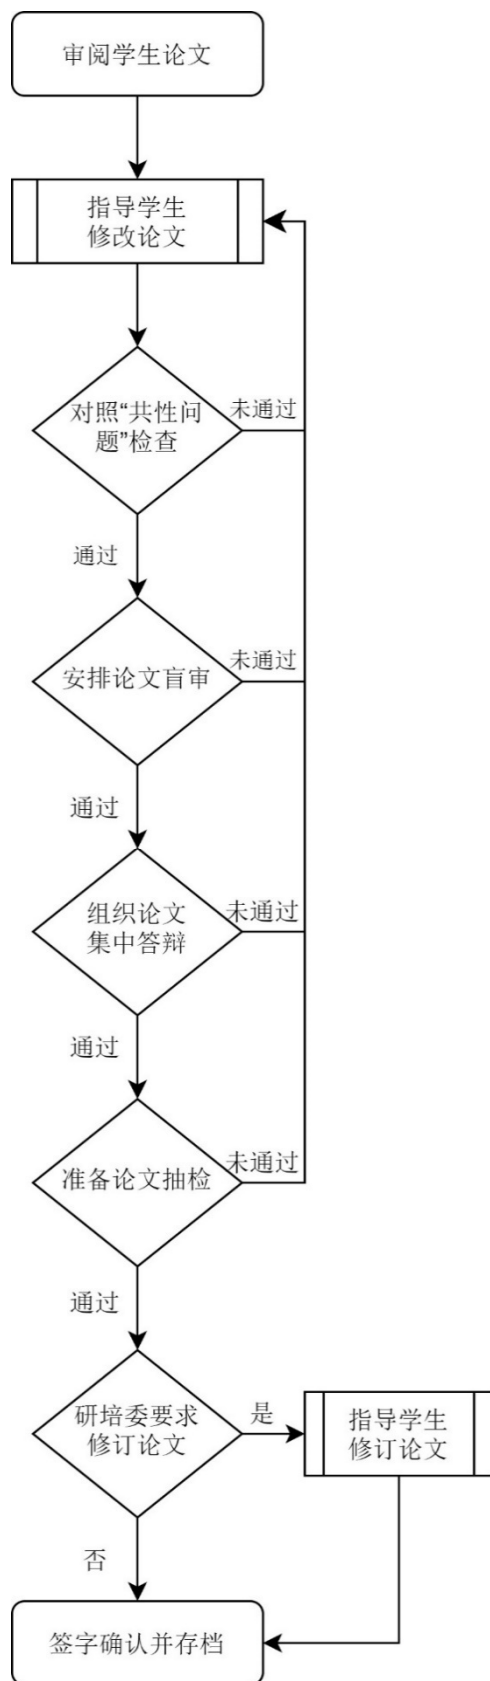 审阅学生论文
指导学生
修改论文
对照“共性问
题”检查
未通过
通过
安排论文盲审
未通过
通过
组织论文
集中答辩
未通过
通过
准备论文抽检
未通过
通过
研培委要求
修订论文
是
指导学生
修订论文
否
签字确认并存档